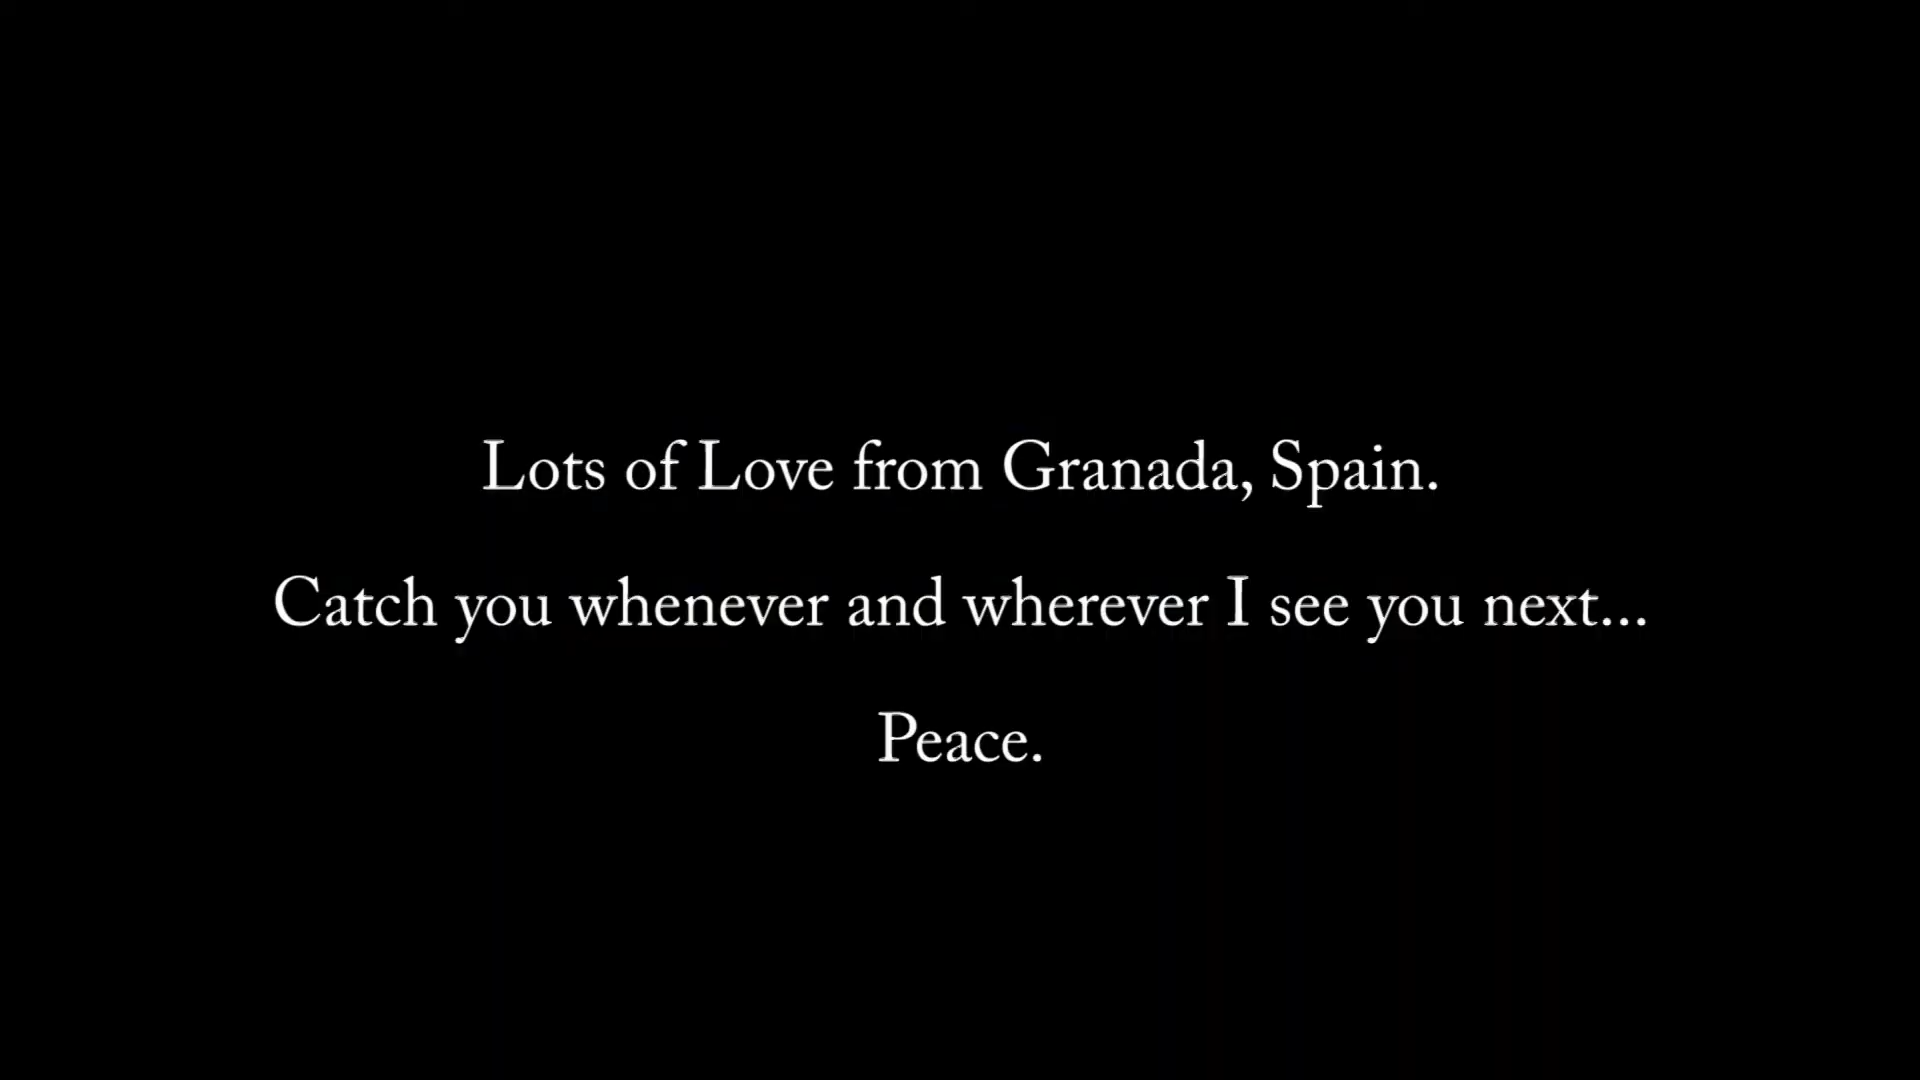 Lots of Love from Granada, Spain.
Catch you whenever and wherever I see you next...
Peace.